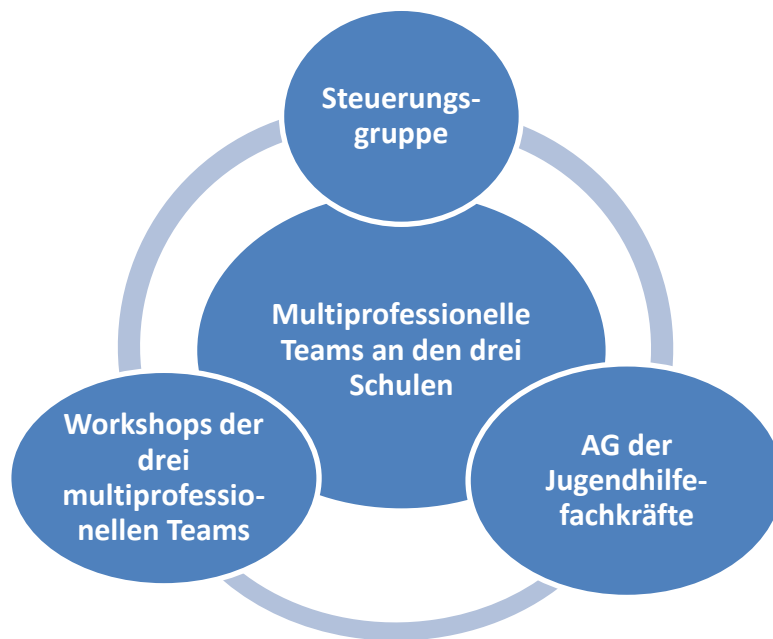 Steuerungs-
gruppe
Multiprofessionelle
Teams an den drei
Schulen
Workshops der
drei
multiprofessio-
nellen Teams
AG der
Jugendhilfe-
fachkräfte